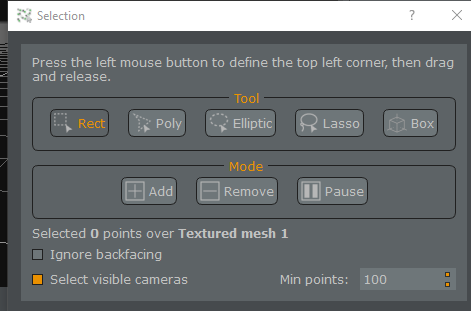 Selection
Press the left mouse button to define the top left corner, then drag
and release.
Tool
Rect Poly Elliptic Lasso Box
Mode
Add Remove Pause
Selected 0 points over Textured mesh 1
Ignore backfacing
Select visible cameras Min points: 100